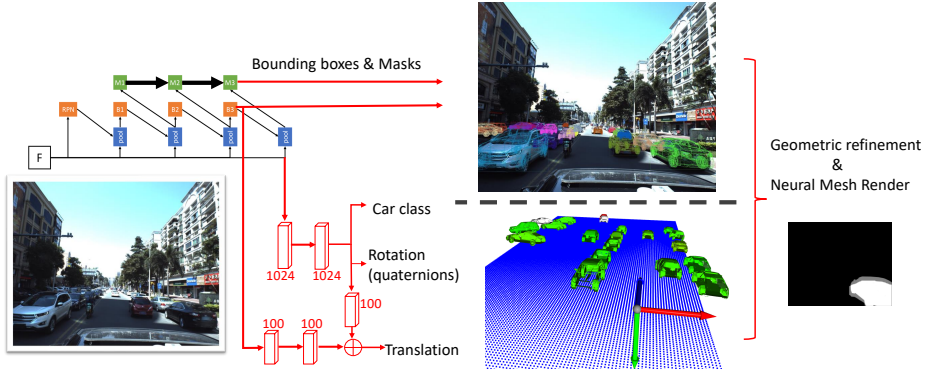 Bounding boxes & Masks
M1 M2 M3
RPN B1 B2 B3
pool pool pool pool
F
Car class
Rotation
(quaternions)
1024 1024
100
100 100
Translation
Geometric refinement
&
Neural Mesh Render